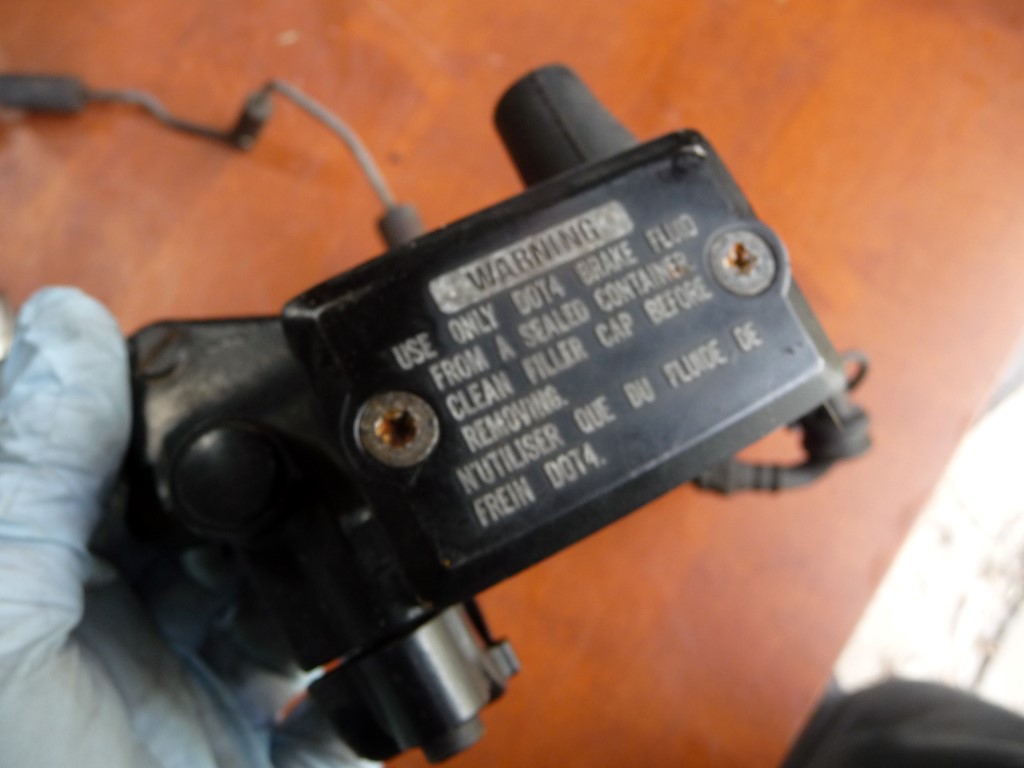 WARNING
USE ONLY DOT4 BRAKE FLUID
FROM A SEALED CONTAINER.
CLEAN FILLER CAP BEFORE
REMOVING.
N'UTILISER QUE DU FLUIDE DE
FREIN DOT4.